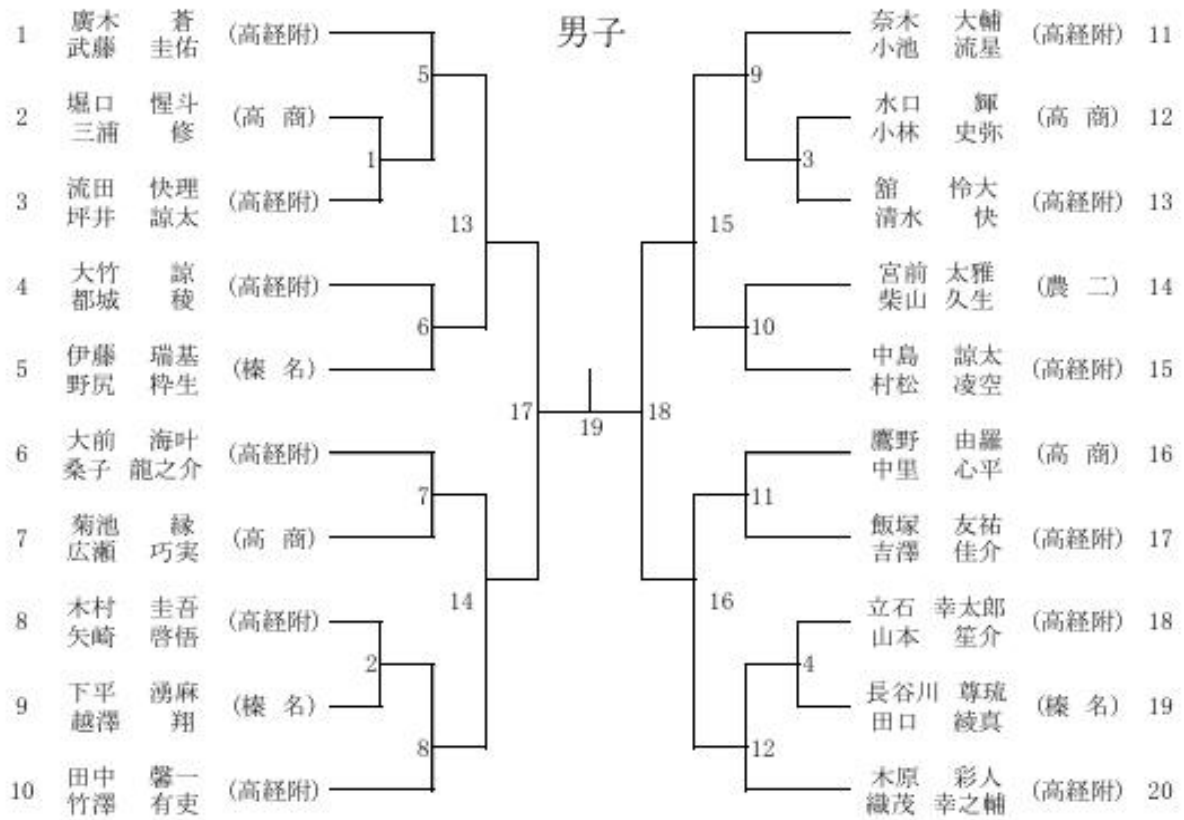 男子
1 廣木 蒼 (高経附)
武藤 圭佑
2 堀口 惺斗 (高 商)
三浦 修
3 流田 快理 (高経附)
坪井 諒太
4 大竹 諒 (高経附)
都城 稜
5 伊藤 瑞基 (榛 名)
野尻 粋生
6 大前 海叶 (高経附)
桑子 龍之介
7 菊池 縁 (高 商)
広瀬 巧実
8 木村 圭吾 (高経附)
矢崎 啓悟
9 下平 湧麻 (榛 名)
越澤 翔
10 田中 馨一 (高経附)
竹澤 有吏
5
1
13
6
17
7
14
2
8
19
9
3
15
10
18
11
16
4
12
奈木 大輔 (高経附) 11
小池 流星
水口 輝 (高 商) 12
小林 史弥
舘 怜大 (高経附) 13
清水 快
宮前 太雅 (農 二) 14
柴山 久生
中島 諒太 (高経附) 15
村松 凌空
鷹野 由羅 (高 商) 16
中里 心平
飯塚 友祐 (高経附) 17
吉澤 佳介
立石 幸太郎 (高経附) 18
山本 笙介
長谷川 尊琉 (榛 名) 19
田口 綾真
木原 彩人 (高経附) 20
織茂 幸之輔